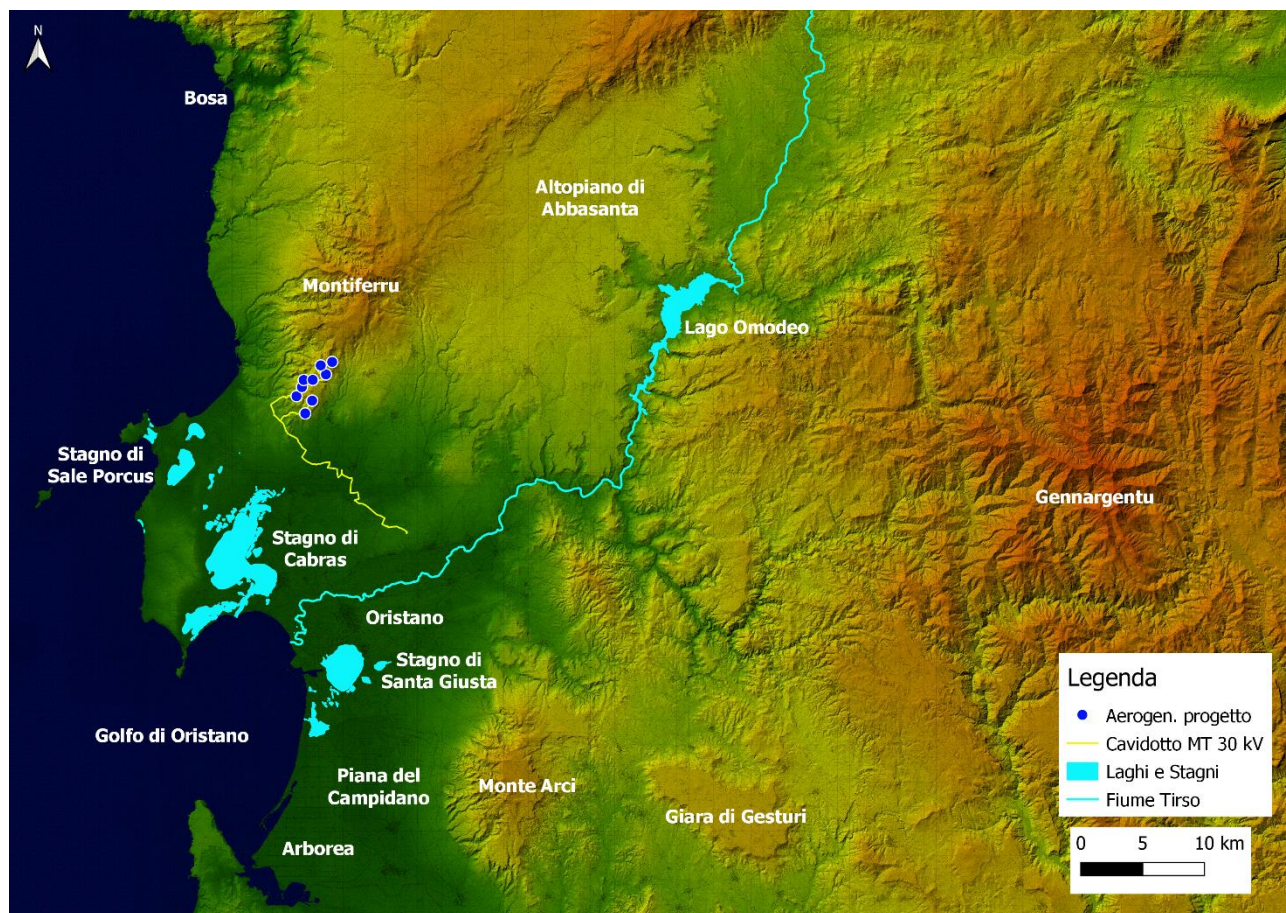 N
Bosa
Altopiano di
Abbasanta
Montiferru
Lago Omodeo
Stagno di
Sale Porcus
Gennargentu
Stagno di
Cabras
Oristano
Stagno di
Santa Giusta
Golfo di Oristano
Piana del
Campidano
Monte Arci
Giara di Gesturi
Arborea
Legenda
Aerogen. progetto
Cavidotto MT 30 kV
Laghi e Stagni
Fiume Tirso
0 5 10 km